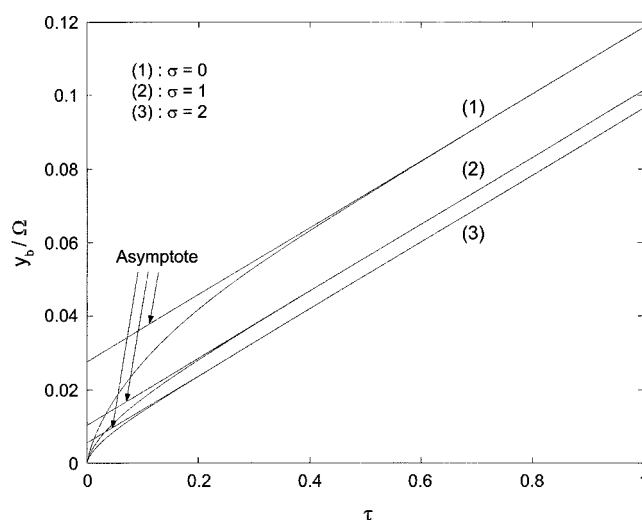 0.12
(1) : σ = 0
(2) : σ = 1
(3) : σ = 2
0.1
(1)
0.08
(2)
(3)
y_b / Ω
0.06
Asymptote
0.04
0.02
0
0 0.2 0.4 0.6 0.8 1
τ